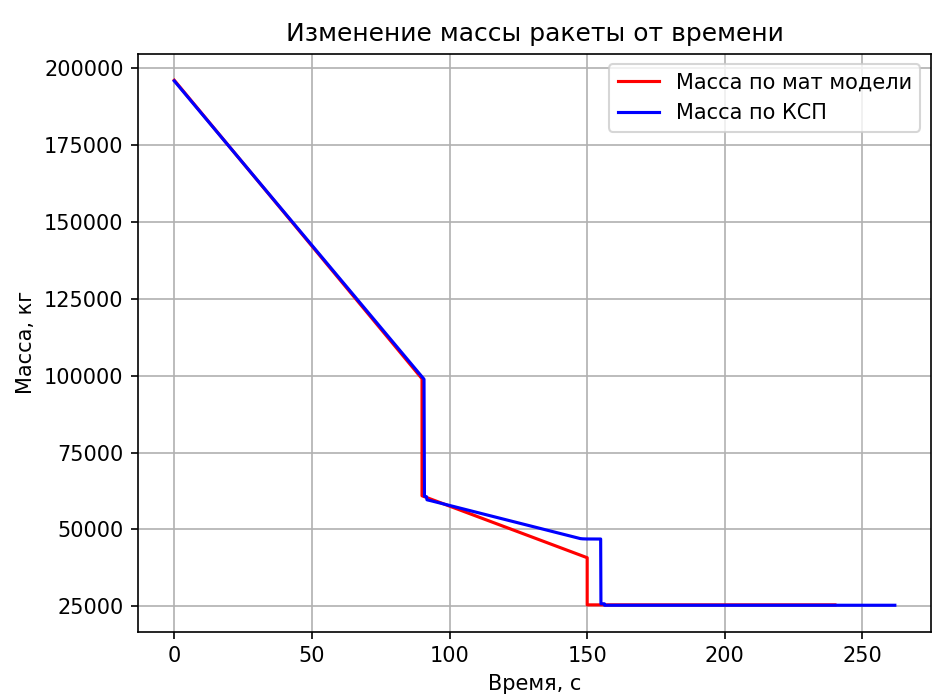 Изменение массы ракеты от времени
Масса по мат модели
Масса по КСП
200000
175000
150000
125000
100000
75000
50000
25000
Масса, кг
0
50
100
150
200
250
Время, с